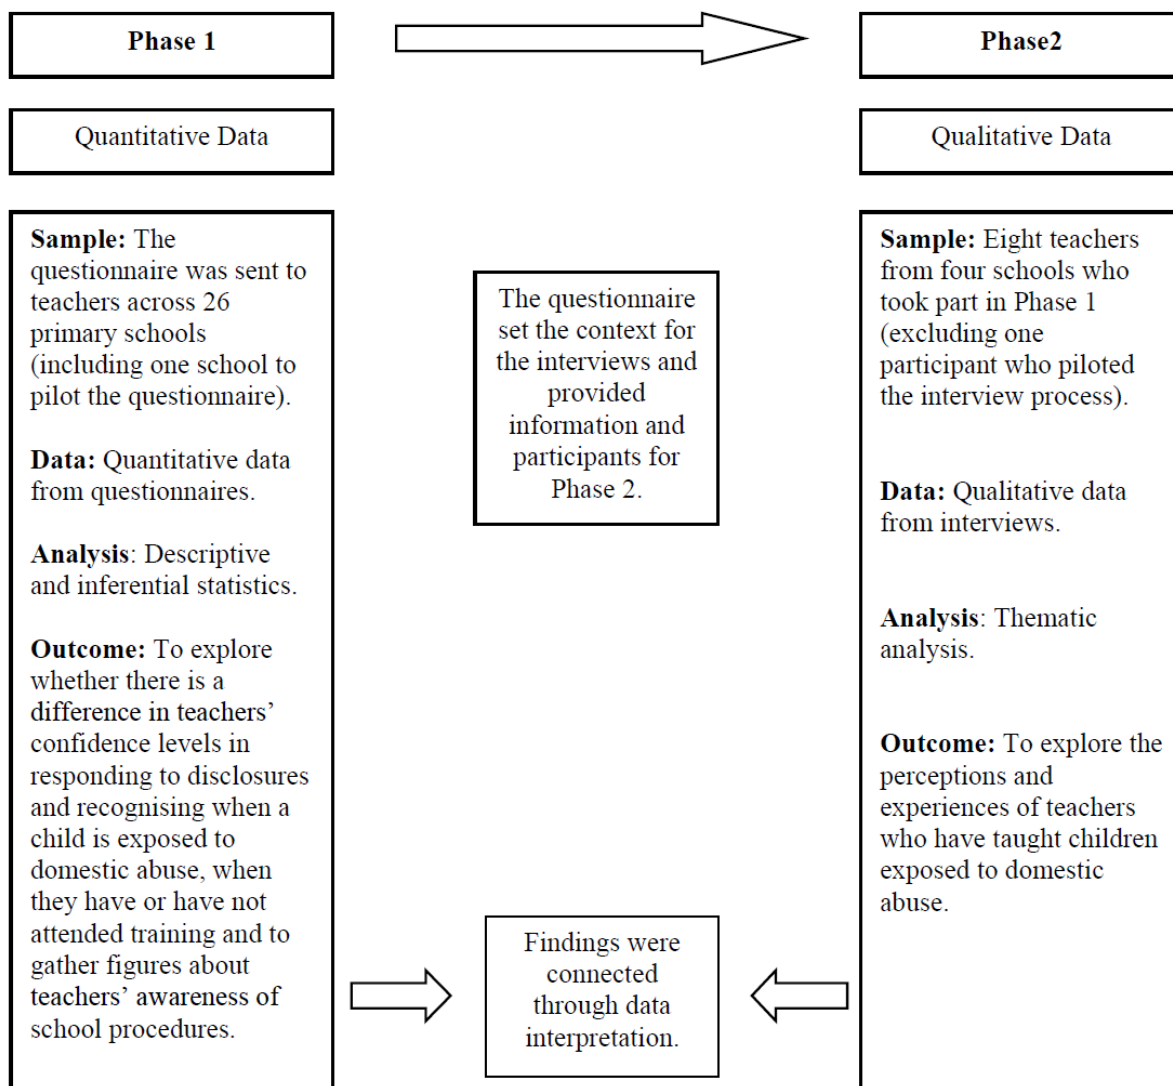 Phase 1
Phase2
Quantitative Data
Qualitative Data
Sample: The
questionnaire was sent to
teachers across 26
primary schools
(including one school to
pilot the questionnaire).
Data: Quantitative data
from questionnaires.
Analysis: Descriptive
and inferential statistics.
Outcome: To explore
whether there is a
difference in teachers’
confidence levels in
responding to disclosures
and recognising when a
child is exposed to
domestic abuse, when
they have or have not
attended training and to
gather figures about
teachers’ awareness of
school procedures.
The questionnaire
set the context for
the interviews and
provided
information and
participants for
Phase 2.
Findings were
connected
through data
interpretation.
Sample: Eight teachers
from four schools who
took part in Phase 1
(excluding one
participant who piloted
the interview process).
Data: Qualitative data
from interviews.
Analysis: Thematic
analysis.
Outcome: To explore the
perceptions and
experiences of teachers
who have taught children
exposed to domestic
abuse.